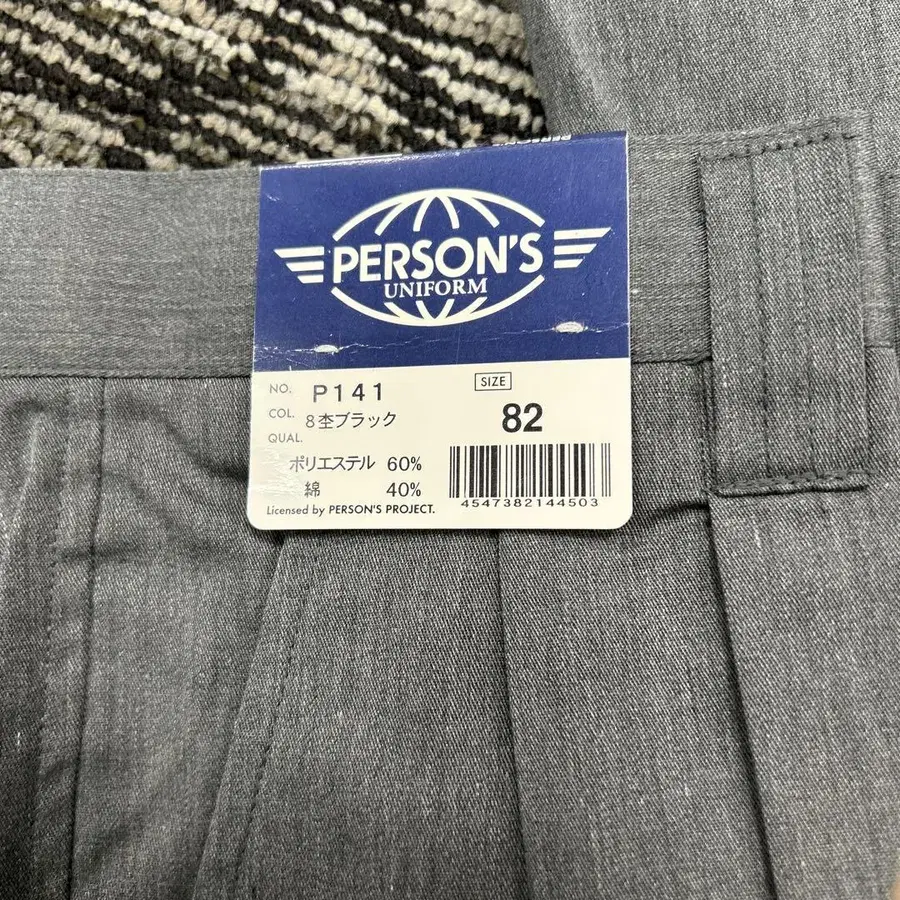 PERSON'S
UNIFORM
NO. P141
SIZE
COL. 8杢ブラック
82
QUAL.
ポリエステル 60%
綿 40%
4547382144503
Licensed by PERSON'S PROJECT.